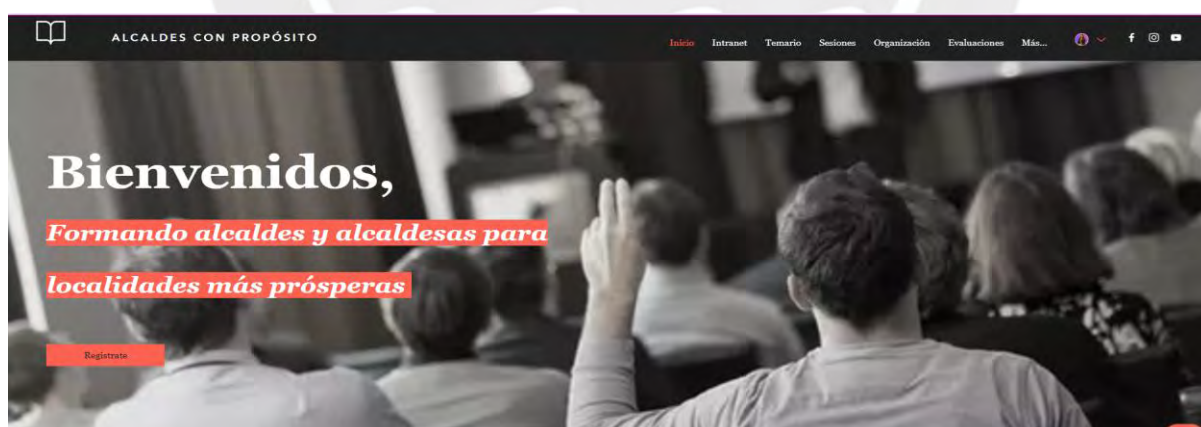 ALCALDES CON PROPÓSITO
Inicio Intranet Temario Sesiones Organización Evaluaciones Más...
Bienvenidos,
Formando alcaldes y alcaldesas para
localidades más prósperas
Registrate